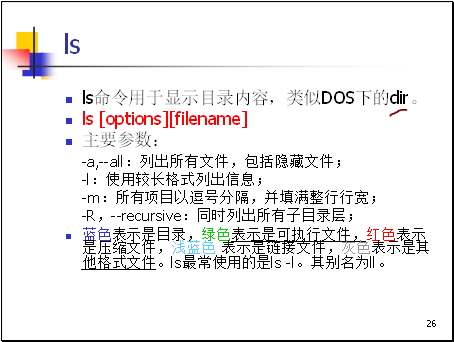 ls
ls命令用于显示目录内容，类似DOS下的dir。
ls [options][filename]
主要参数：
-a,--all：列出所有文件，包括隐藏文件；
-l：使用较长格式列出信息；
-m：所有项目以逗号分隔，并填满整行行宽；
-R，--recursive：同时列出所有子目录层；
蓝色表示是目录，绿色表示是可执行文件，红色表示
是压缩文件，浅蓝色 表示是链接文件，灰色表示是其
他格式文件。ls最常使用的是ls -l。其别名为ll。
26